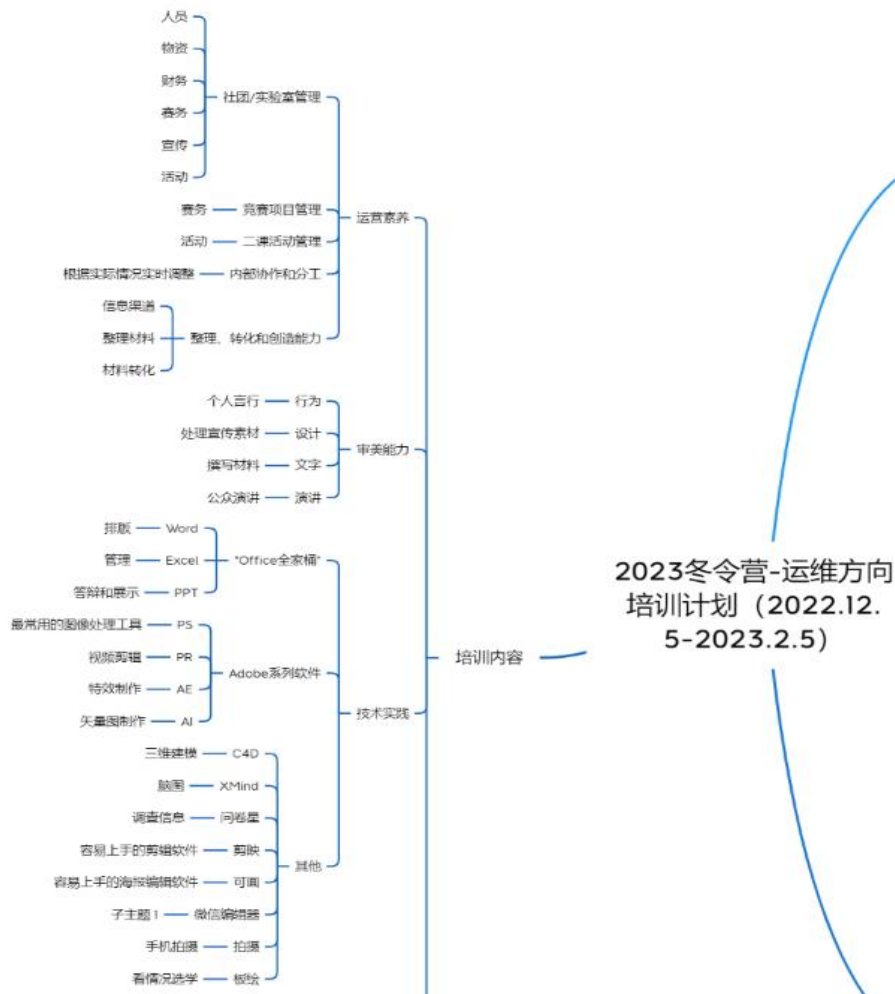 人员
物资
财务
赛务
宣传
活动
社团/实验室管理
赛务
竞赛项目管理
活动
二课活动管理
根据实际情况实时调整
内部协作和分工
信息渠道
整理材料
材料转化
整理、转化和创造能力
运营素养
个人言行
行为
处理宣传素材
设计
撰写材料
文字
公众演讲
演讲
审美能力
排版
Word
管理
Excel
答辩和展示
PPT
"Office全家桶"
最常用的图像处理工具
PS
视频剪辑
PR
特效制作
AE
矢量图制作
AI
Adobe系列软件
三维建模
C4D
脑图
XMind
调查信息
问卷星
容易上手的剪辑软件
剪映
容易上手的海报编辑软件
可画
子主题 1
微信编辑器
手机拍摄
拍摄
看情况选学
板绘
其他
技术实践
培训内容
2023冬令营-运维方向
培训计划（2022.12.
5-2023.2.5）